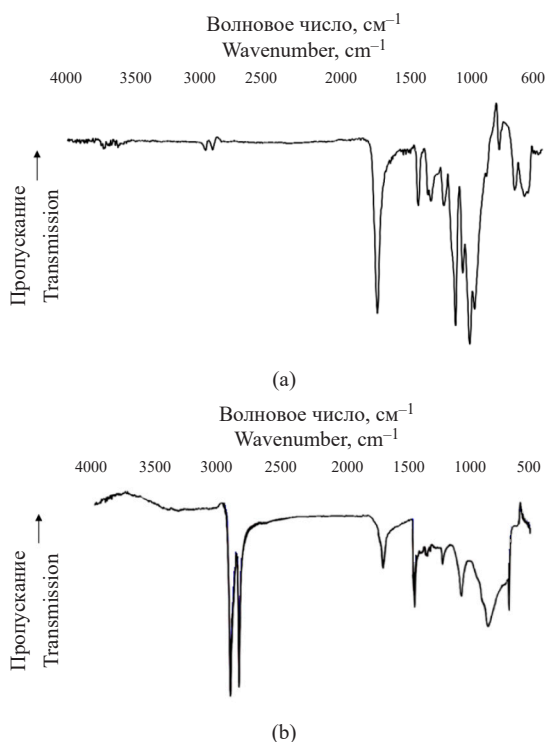 Волновое число, см–1
Wavenumber, cm–1
4000 3500 3000 2500 2000 1500 1000 600
Пропускание
Transmission
(a)
Волновое число, см–1
Wavenumber, cm–1
4000 3500 3000 2500 2000 1500 1000 500
Пропускание
Transmission
(b)